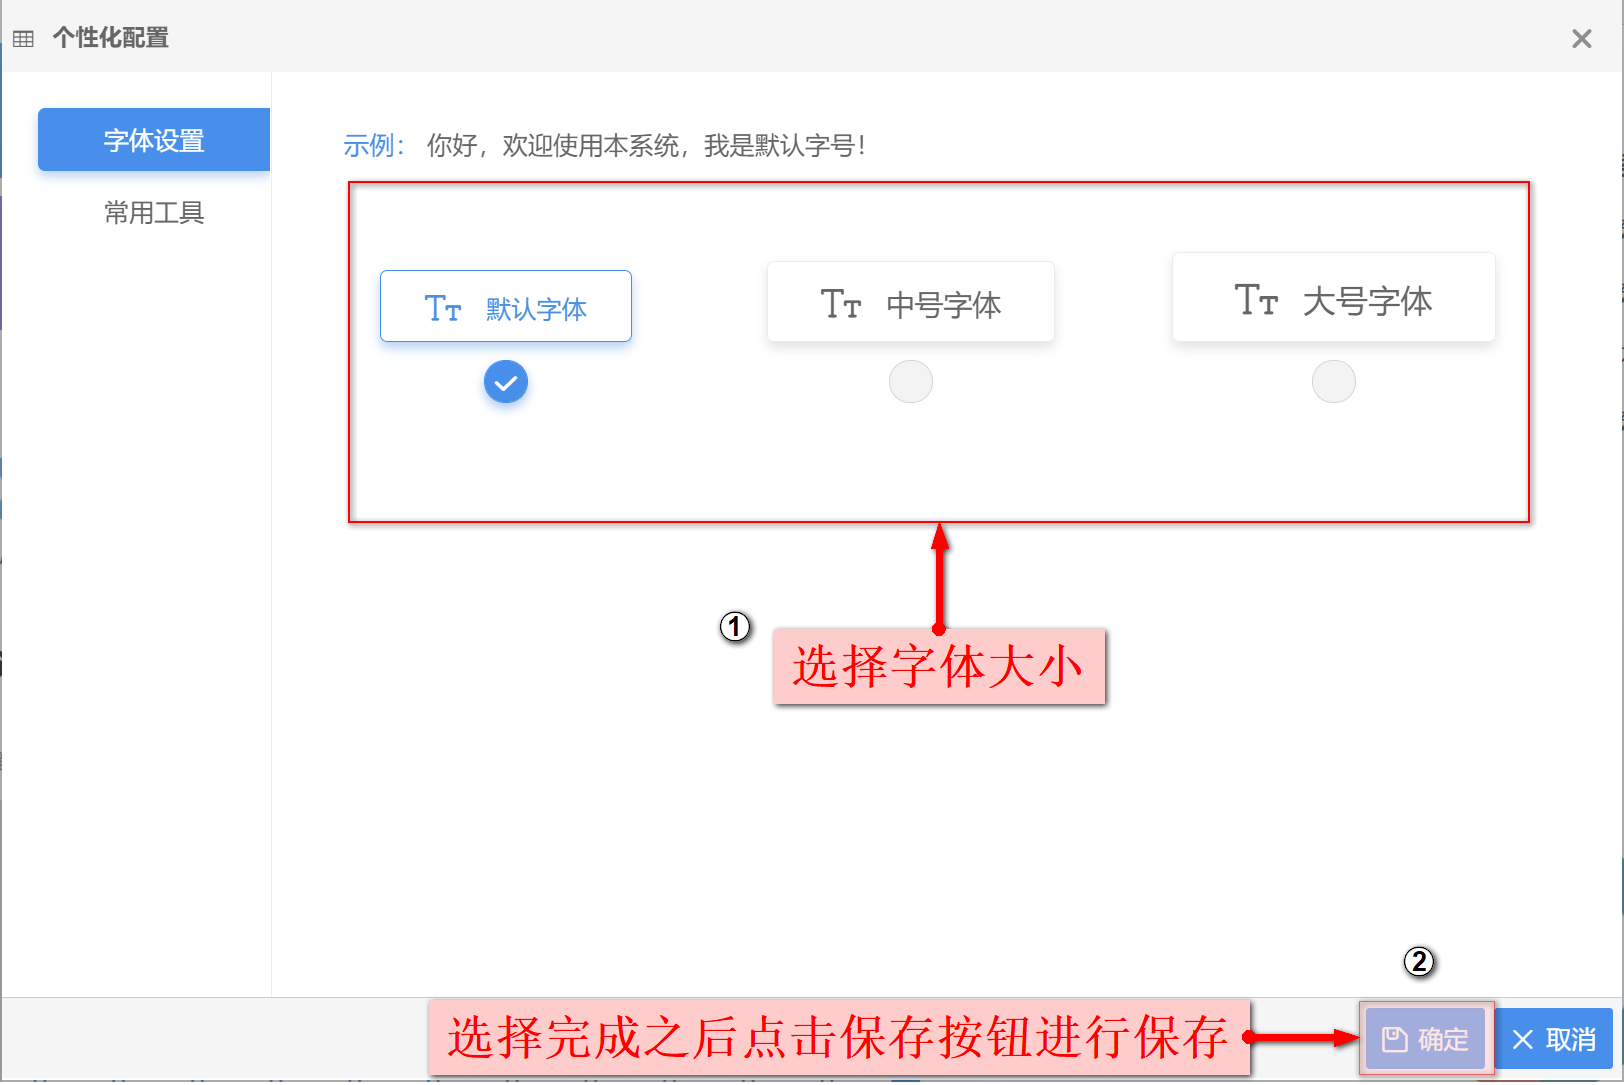 个性化配置
字体设置
常用工具
示例： 你好，欢迎使用本系统，我是默认字号！
Tт 默认字体
Tт 中号字体
Tт 大号字体
①
选择字体大小
②
选择完成之后点击保存按钮进行保存
确定
取消